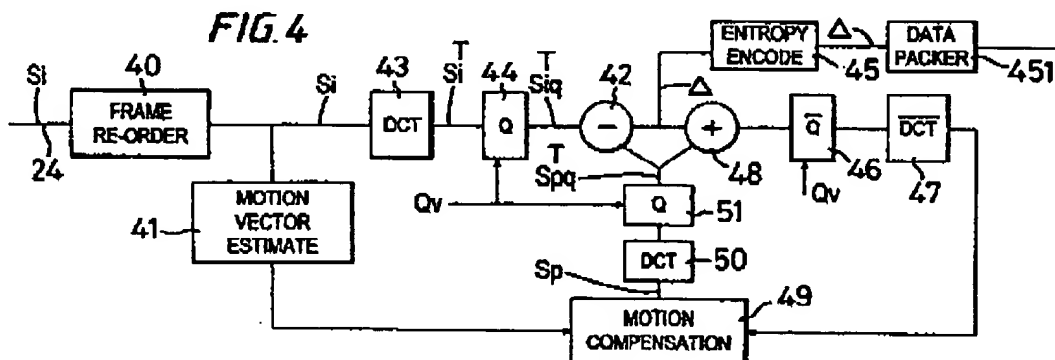 FIG. 4
Si
24
40
FRAME
RE-ORDER
Si
43
DCT
T
Si
44
Q
T
Siq
42
−
Δ
+
48
ENTROPY
ENCODE
45
Δ
DATA
PACKER
451
Q̅
46
Qv
D̅C̅T̅
47
T
Spq
Qv
Q
51
DCT
50
Sp
41
MOTION
VECTOR
ESTIMATE
MOTION
COMPENSATION
49